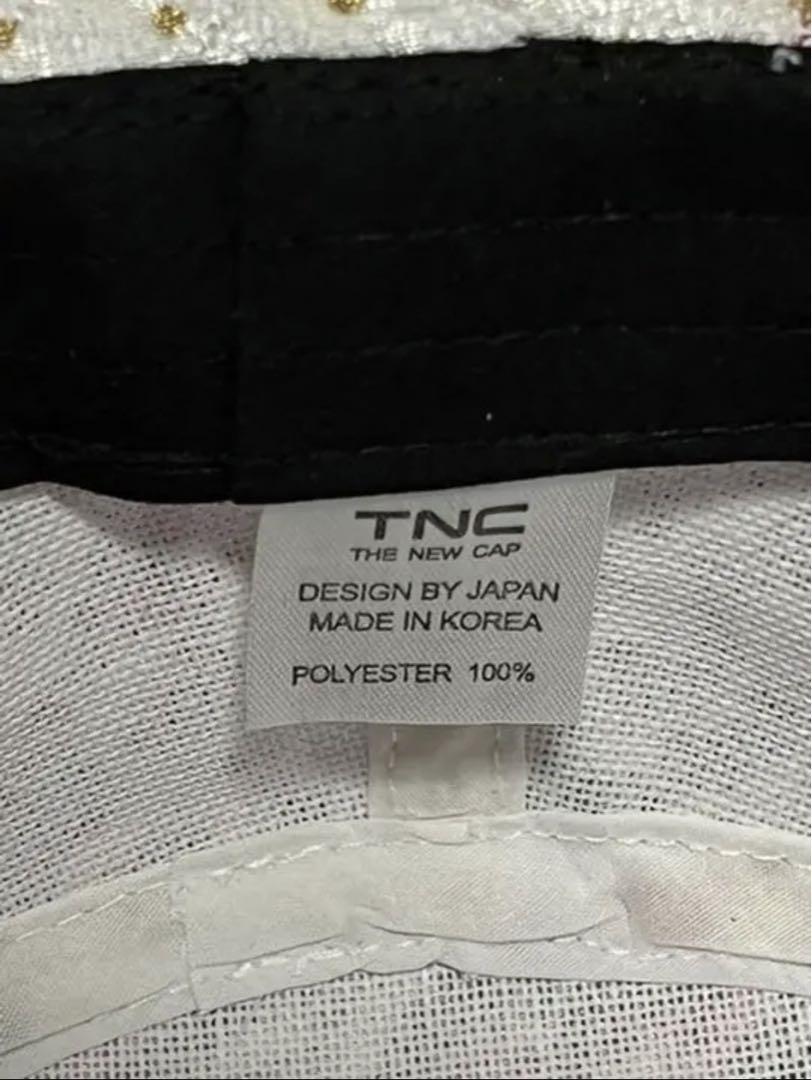 TNC
THE NEW CAP
DESIGN BY JAPAN
MADE IN KOREA
POLYESTER 100%